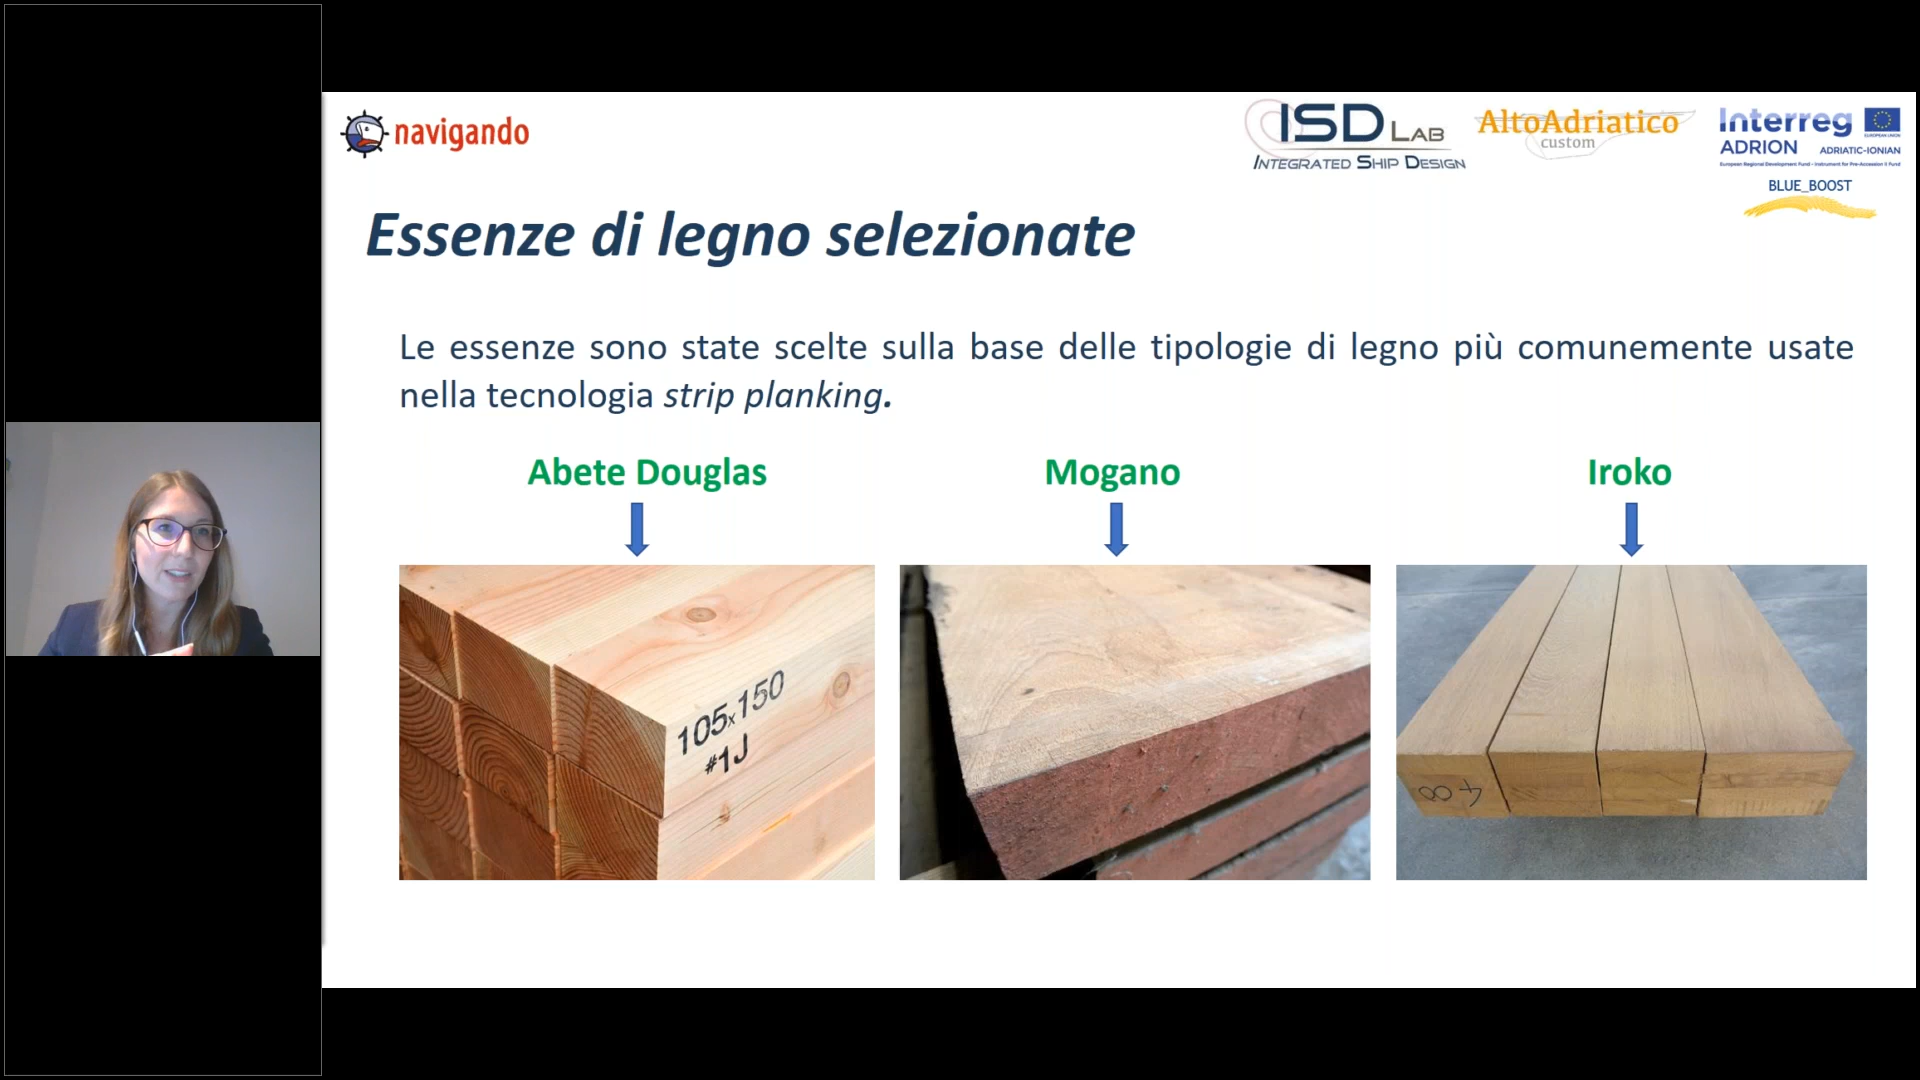 navigando
ISD LAB
INTEGRATED SHIP DESIGN
AltoAdriatico
custom
Interreg
EUROPEAN UNION
ADRION ADRIATIC-IONIAN
European Regional Development Fund - Instrument for Pre-Accession II Fund
BLUE_BOOST
Essenze di legno selezionate
Le essenze sono state scelte sulla base delle tipologie di legno più comunemente usate
nella tecnologia strip planking.
Abete Douglas
Mogano
Iroko
105x150
#1J